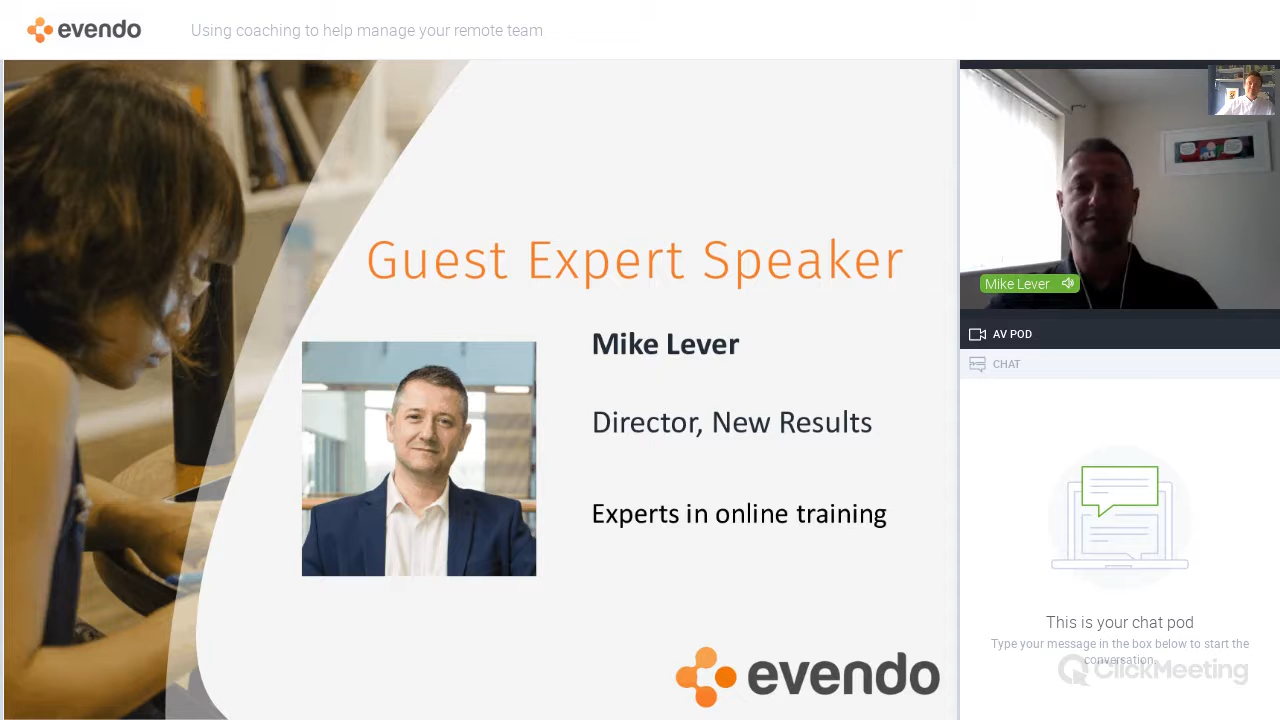 evendo
Using coaching to help manage your remote team
Guest Expert Speaker
Mike Lever
Director, New Results
Experts in online training
evendo
Mike Lever
AV POD
CHAT
This is your chat pod
Type your message in the box below to start the
conversation.
ClickMeeting